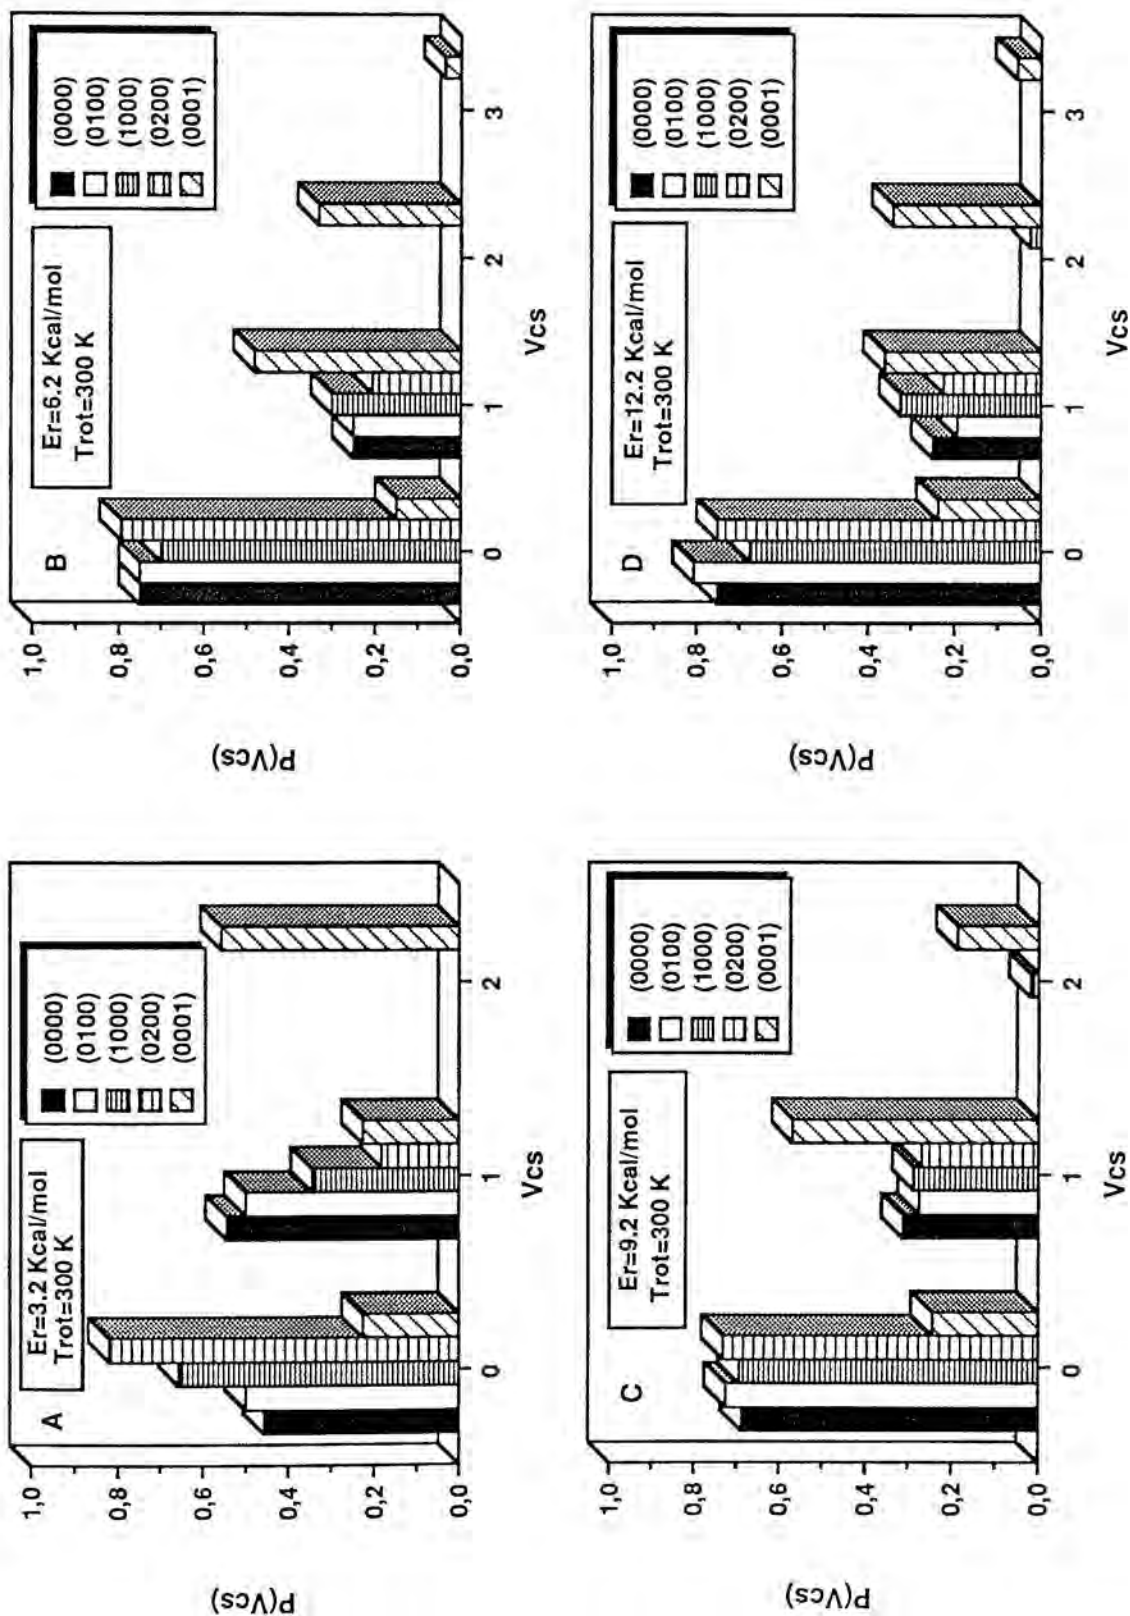 A
Er=3.2 Kcal/mol
Trot=300 K
(0000)
(0100)
(1000)
(0200)
(0001)
1,0
0,8
0,6
0,4
0,2
0,0
P(Vcs)
0
1
2
Vcs
B
Er=6.2 Kcal/mol
Trot=300 K
(0000)
(0100)
(1000)
(0200)
(0001)
1,0
0,8
0,6
0,4
0,2
0,0
P(Vcs)
0
1
2
3
Vcs
C
Er=9.2 Kcal/mol
Trot=300 K
(0000)
(0100)
(1000)
(0200)
(0001)
1,0
0,8
0,6
0,4
0,2
0,0
P(Vcs)
0
1
2
Vcs
D
Er=12.2 Kcal/mol
Trot=300 K
(0000)
(0100)
(1000)
(0200)
(0001)
1,0
0,8
0,6
0,4
0,2
0,0
P(Vcs)
0
1
2
3
Vcs